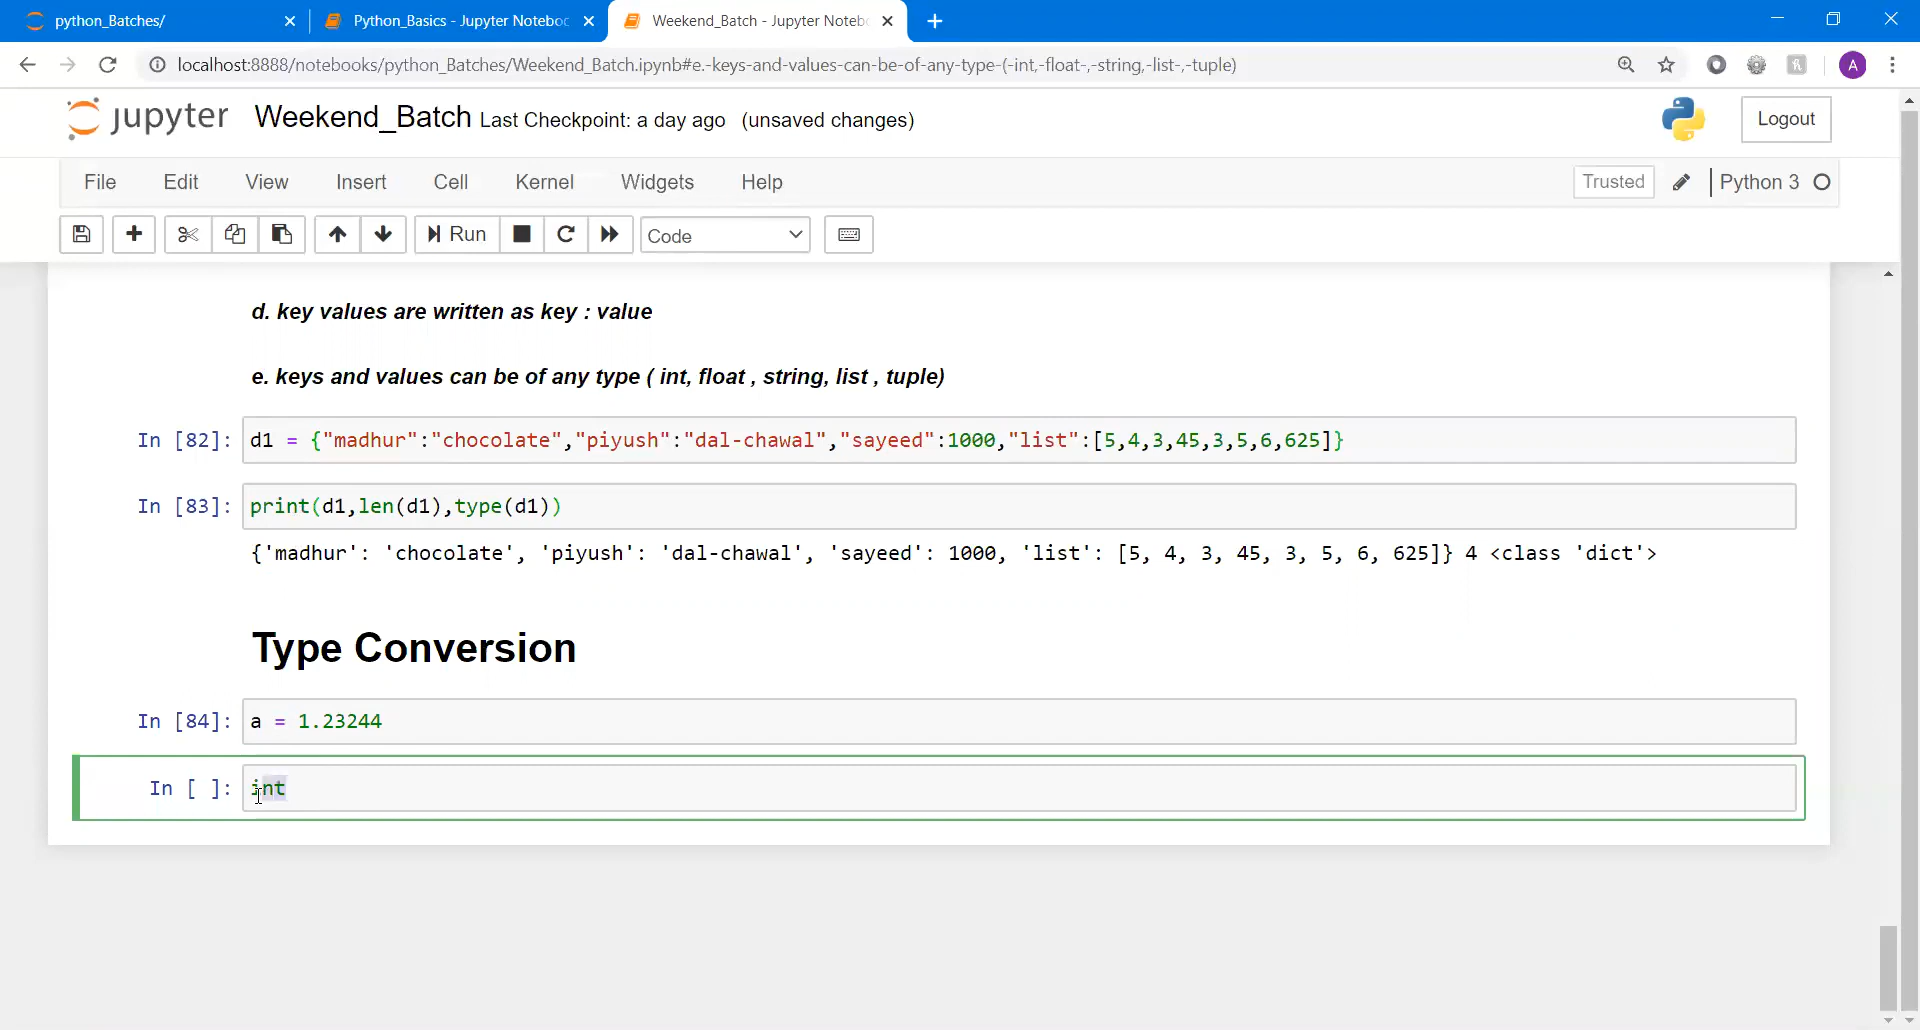 python_Batches/
Python_Basics - Jupyter Noteboo
Weekend_Batch - Jupyter Notebo
localhost:8888/notebooks/python_Batches/Weekend_Batch.ipynb#e.-keys-and-values-can-be-of-any-type-(-int,-float-,-string,-list-,-tuple)
A
jupyter Weekend_Batch Last Checkpoint: a day ago (unsaved changes)
Logout
File Edit View Insert Cell Kernel Widgets Help Trusted Python 3
Run Code
d. key values are written as key : value
e. keys and values can be of any type ( int, float , string, list , tuple)
In [82]: d1 = {"madhur":"chocolate","piyush":"dal-chawal","sayeed":1000,"list":[5,4,3,45,3,5,6,625]}
In [83]: print(d1,len(d1),type(d1))
{'madhur': 'chocolate', 'piyush': 'dal-chawal', 'sayeed': 1000, 'list': [5, 4, 3, 45, 3, 5, 6, 625]} 4 <class 'dict'>
Type Conversion
In [84]: a = 1.23244
In [ ]: int